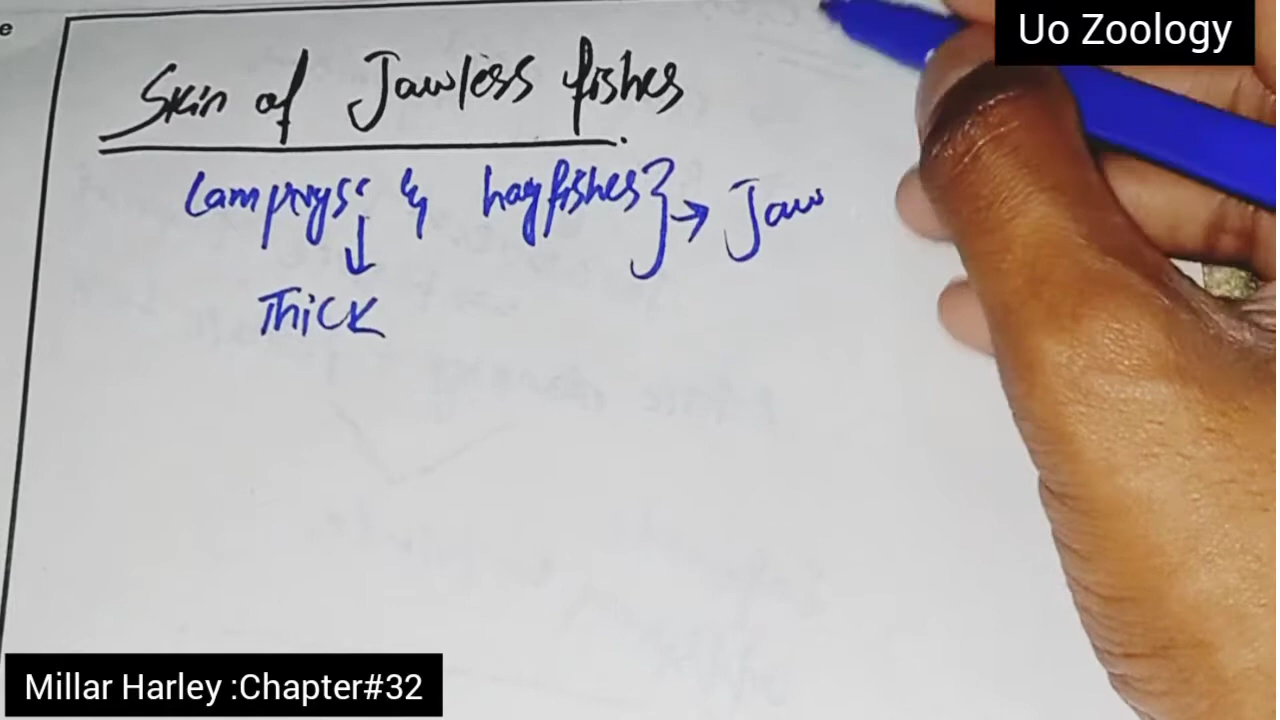 e
Uo Zoology
Skin of Jawless fishes
Lampreys & hagfishes} → Jaw
↓
Thick
Millar Harley :Chapter#32